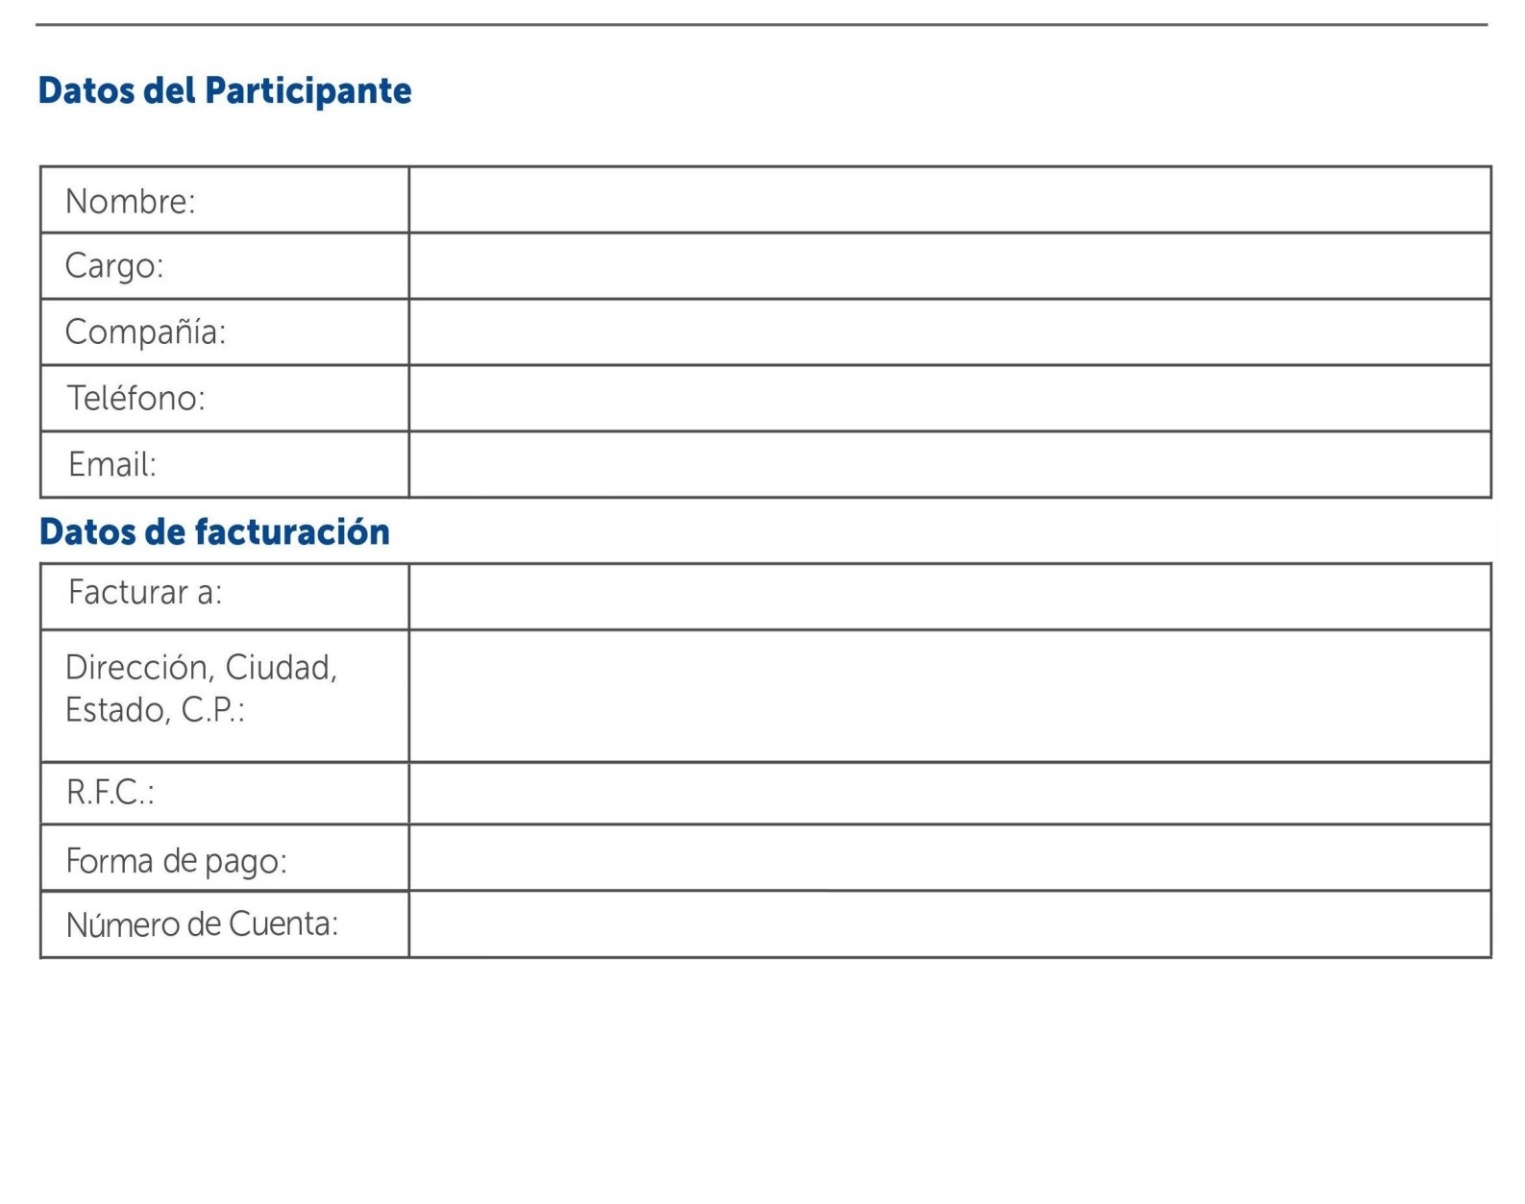 Datos del Participante
Nombre:
Cargo:
Compañía:
Teléfono:
Email:
Datos de facturación
Facturar a:
Dirección, Ciudad,
Estado, C.P.:
R.F.C.:
Forma de pago:
Número de Cuenta: